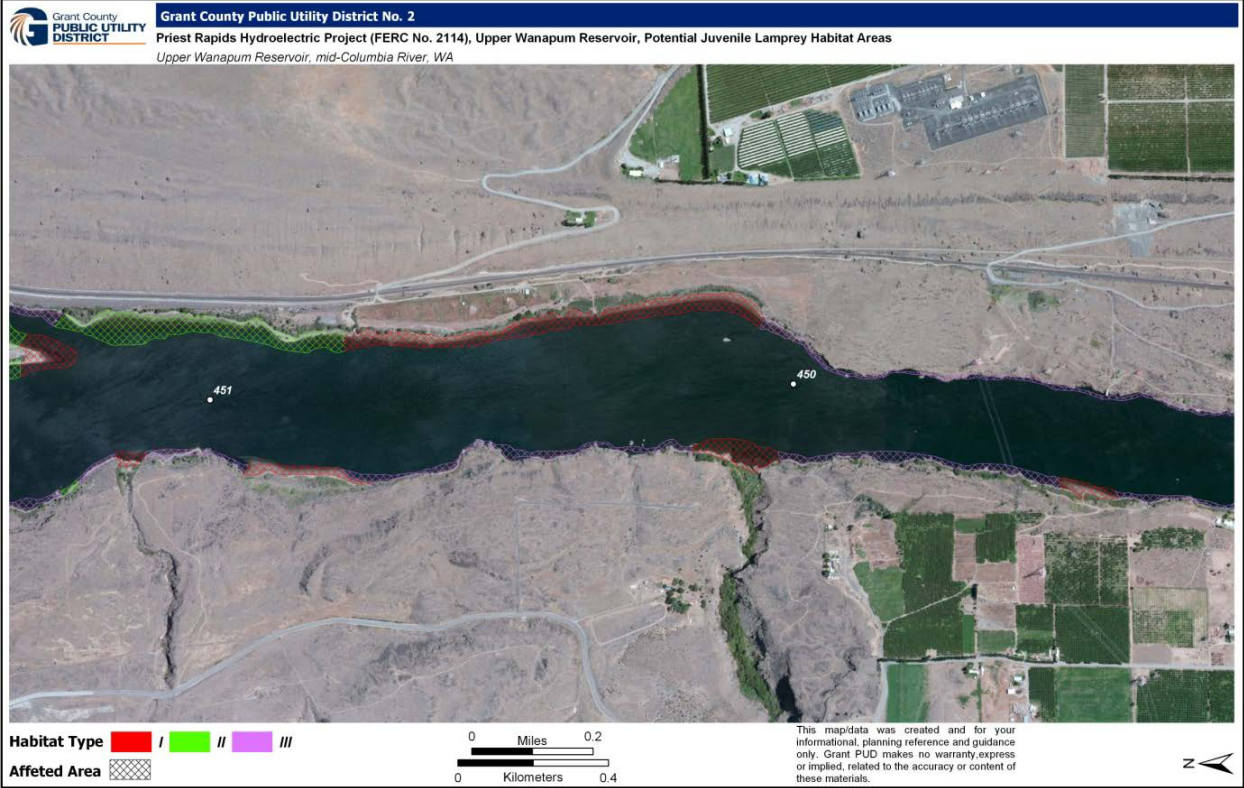 Grant County
PUBLIC UTILITY
DISTRICT
Grant County Public Utility District No. 2
Priest Rapids Hydroelectric Project (FERC No. 2114), Upper Wanapum Reservoir, Potential Juvenile Lamprey Habitat Areas
Upper Wanapum Reservoir, mid-Columbia River, WA
451
450
Habitat Type I II III
Affeted Area
0 Miles 0.2
0 Kilometers 0.4
This map/data was created and for your
informational, planning reference and guidance
only. Grant PUD makes no warranty,express
or implied, related to the accuracy or content of
these materials.
N